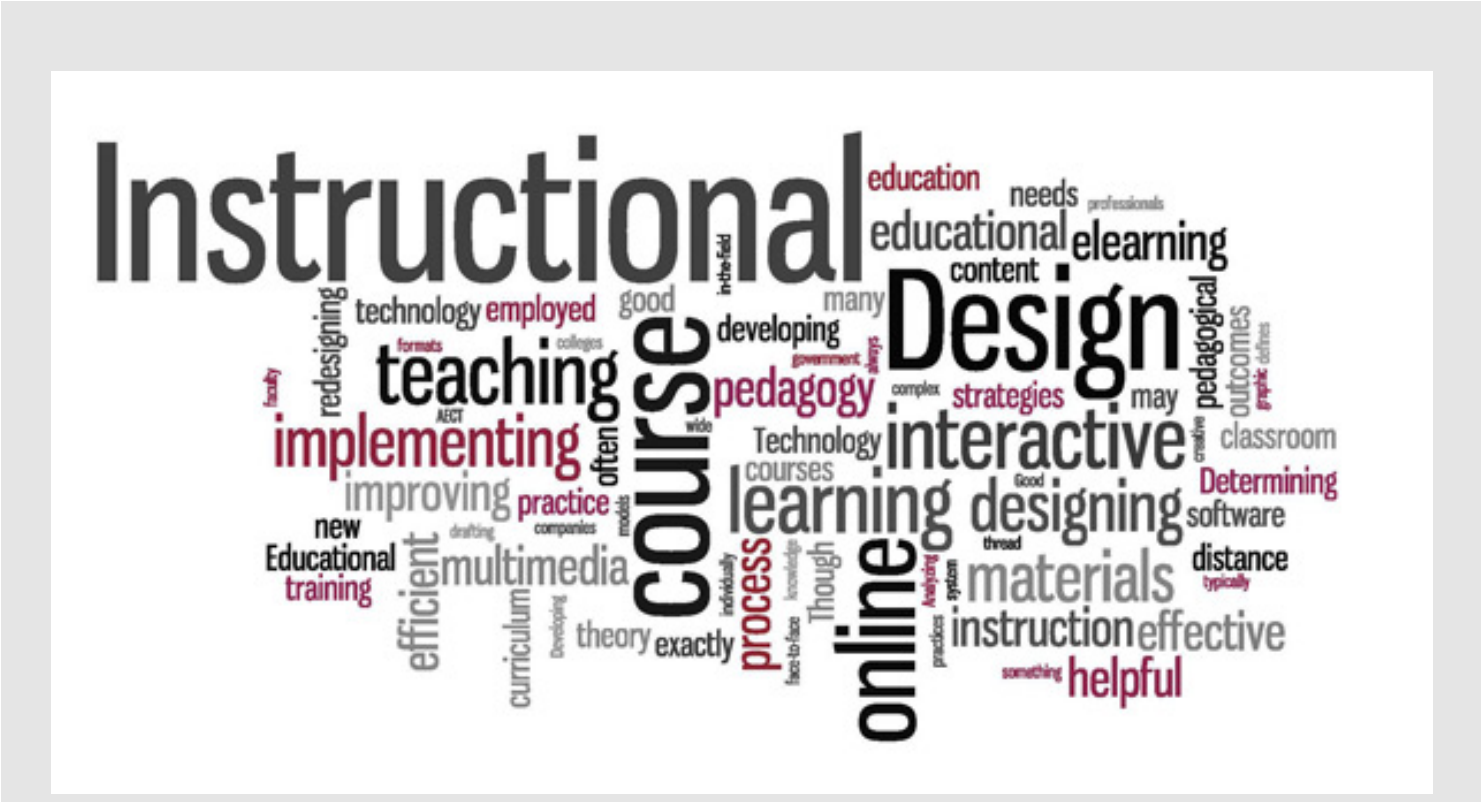 Instructional
education
needs
professionals
educational
elearning
in-the-field
content
Design
redesigning
technology
employed
good
many
pedagogical
outcomes
defines
graphic
course
developing
formats
colleges
teaching
government
always
faculty
pedagogy
complex
strategies
may
AECT
wide
implementing
often
Technology
interactive
creative
classroom
courses
improving
practice
models
learning
Good
designing
Determining
software
new
drafting
companies
thread
Educational
training
efficient
multimedia
individually
process
knowledge
Though
online
Analyzing
system
materials
distance
typically
curriculum
Developing
theory
exactly
face-to-face
practices
instruction
effective
something
helpful